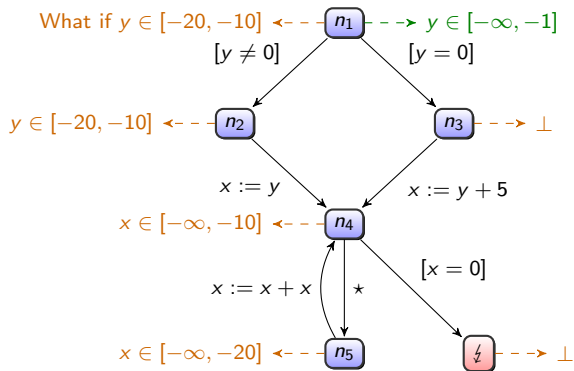 What if y ∈ [−20, −10] n₁ y ∈ [−∞, −1]
[y ≠ 0] [y = 0]
y ∈ [−20, −10] n₂ n₃ ⊥
x := y x := y + 5
x ∈ [−∞, −10] n₄
[x = 0]
x := x + x ⋆
x ∈ [−∞, −20] n₅ ↯ ⊥